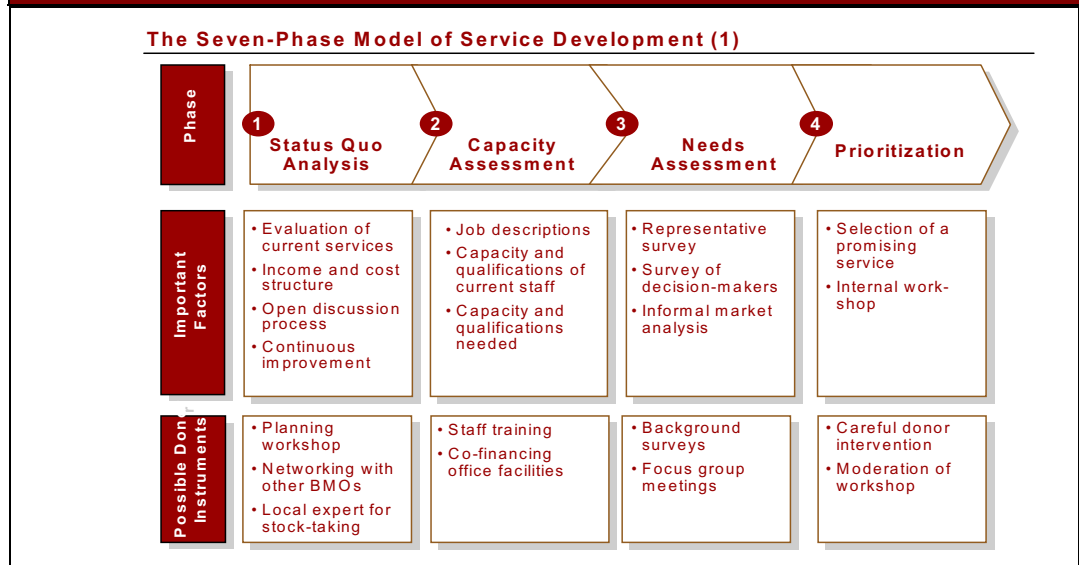 The Seven-Phase Model of Service Development (1)
Phase
1
Status Quo
Analysis
2
Capacity
Assessment
3
Needs
Assessment
4
Prioritization
Important
Factors
• Evaluation of
current services
• Income and cost
structure
• Open discussion
process
• Continuous
improvement
• Job descriptions
• Capacity and
qualifications of
current staff
• Capacity and
qualifications
needed
• Representative
survey
• Survey of
decision-makers
• Informal market
analysis
• Selection of a
promising
service
• Internal work-
shop
Possible Donor
Instruments
• Planning
workshop
• Networking with
other BMOs
• Local expert for
stock-taking
• Staff training
• Co-financing
office facilities
• Background
surveys
• Focus group
meetings
• Careful donor
intervention
• Moderation of
workshop